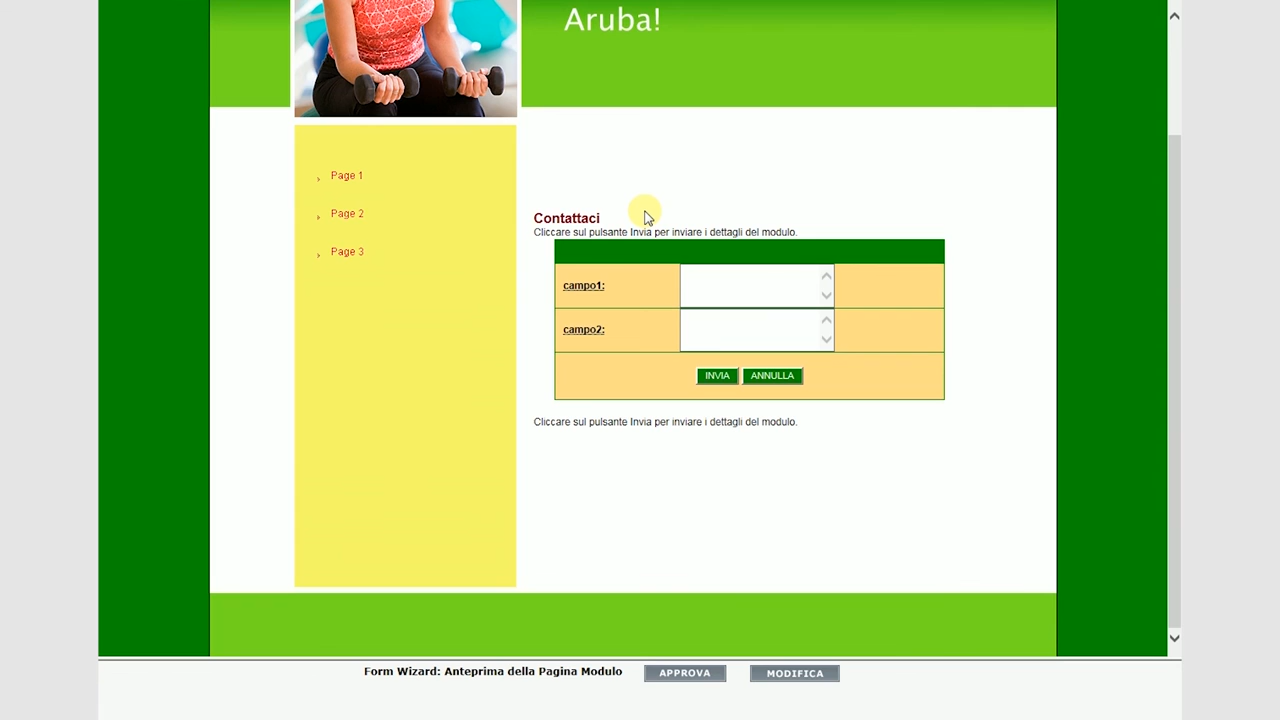 Aruba!
Page 1
Page 2
Page 3
Contattaci
Cliccare sul pulsante Invia per inviare i dettagli del modulo.
campo1:
campo2:
INVIA ANNULLA
Cliccare sul pulsante Invia per inviare i dettagli del modulo.
Form Wizard: Anteprima della Pagina Modulo APPROVA MODIFICA